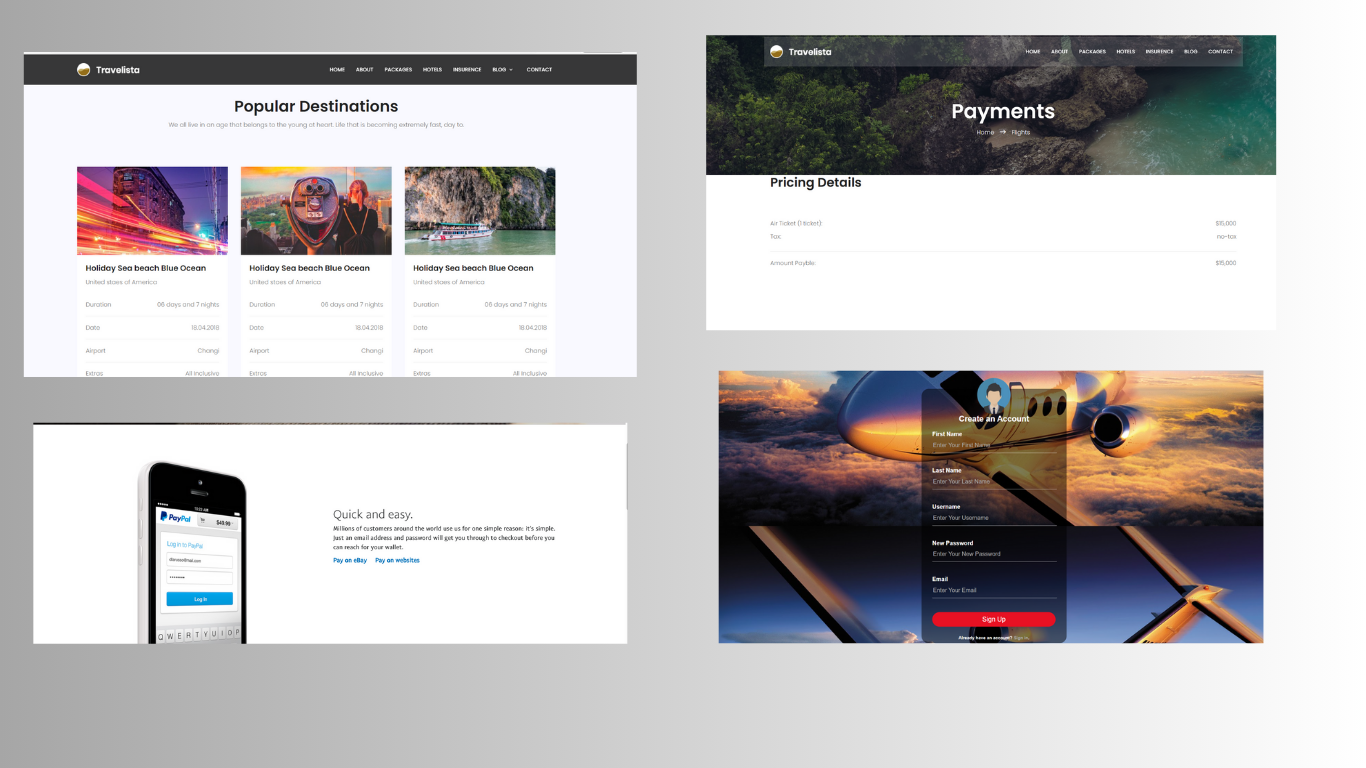 Travelista
HOME ABOUT PACKAGES HOTELS INSURENCE BLOG CONTACT
Popular Destinations
We all live in an age that belongs to the young at heart. Life that is becoming extremely fast, day to.
Holiday Sea beach Blue Ocean
United staes of America
Duration 06 days and 7 nights
Date 18.04.2018
Airport Changi
Extras All Inclusive
Holiday Sea beach Blue Ocean
United staes of America
Duration 06 days and 7 nights
Date 18.04.2018
Airport Changi
Extras All Inclusive
Holiday Sea beach Blue Ocean
United staes of America
Duration 06 days and 7 nights
Date 18.04.2018
Airport Changi
Extras All Inclusive
Travelista
HOME ABOUT PACKAGES HOTELS INSURENCE BLOG CONTACT
Payments
Home → Flights
Pricing Details
Air Ticket (1 ticket): $15,000
Tax: no-tax
Amount Payble: $15,000
PayPal
$49.99
Log in to PayPal
Log In
Q W E R T Y U I O P
Quick and easy.
Millions of customers around the world use us for one simple reason: it's simple.
Just an email address and password will get you through to checkout before you
can reach for your wallet.
Pay on eBay Pay on websites
Create an Account
First Name
Enter Your First Name
Last Name
Enter Your Last Name
Username
Enter Your Username
New Password
Enter Your New Password
Email
Enter Your Email
Sign Up
Already have an account? Sign in.